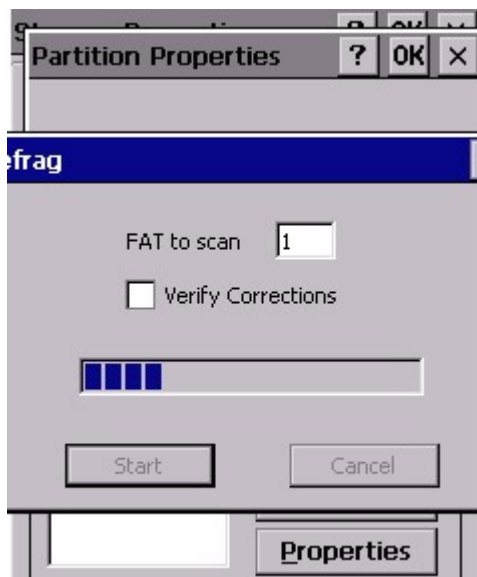 Partition Properties ? OK ×
efrag
FAT to scan 1
Verify Corrections
Start Cancel
Properties